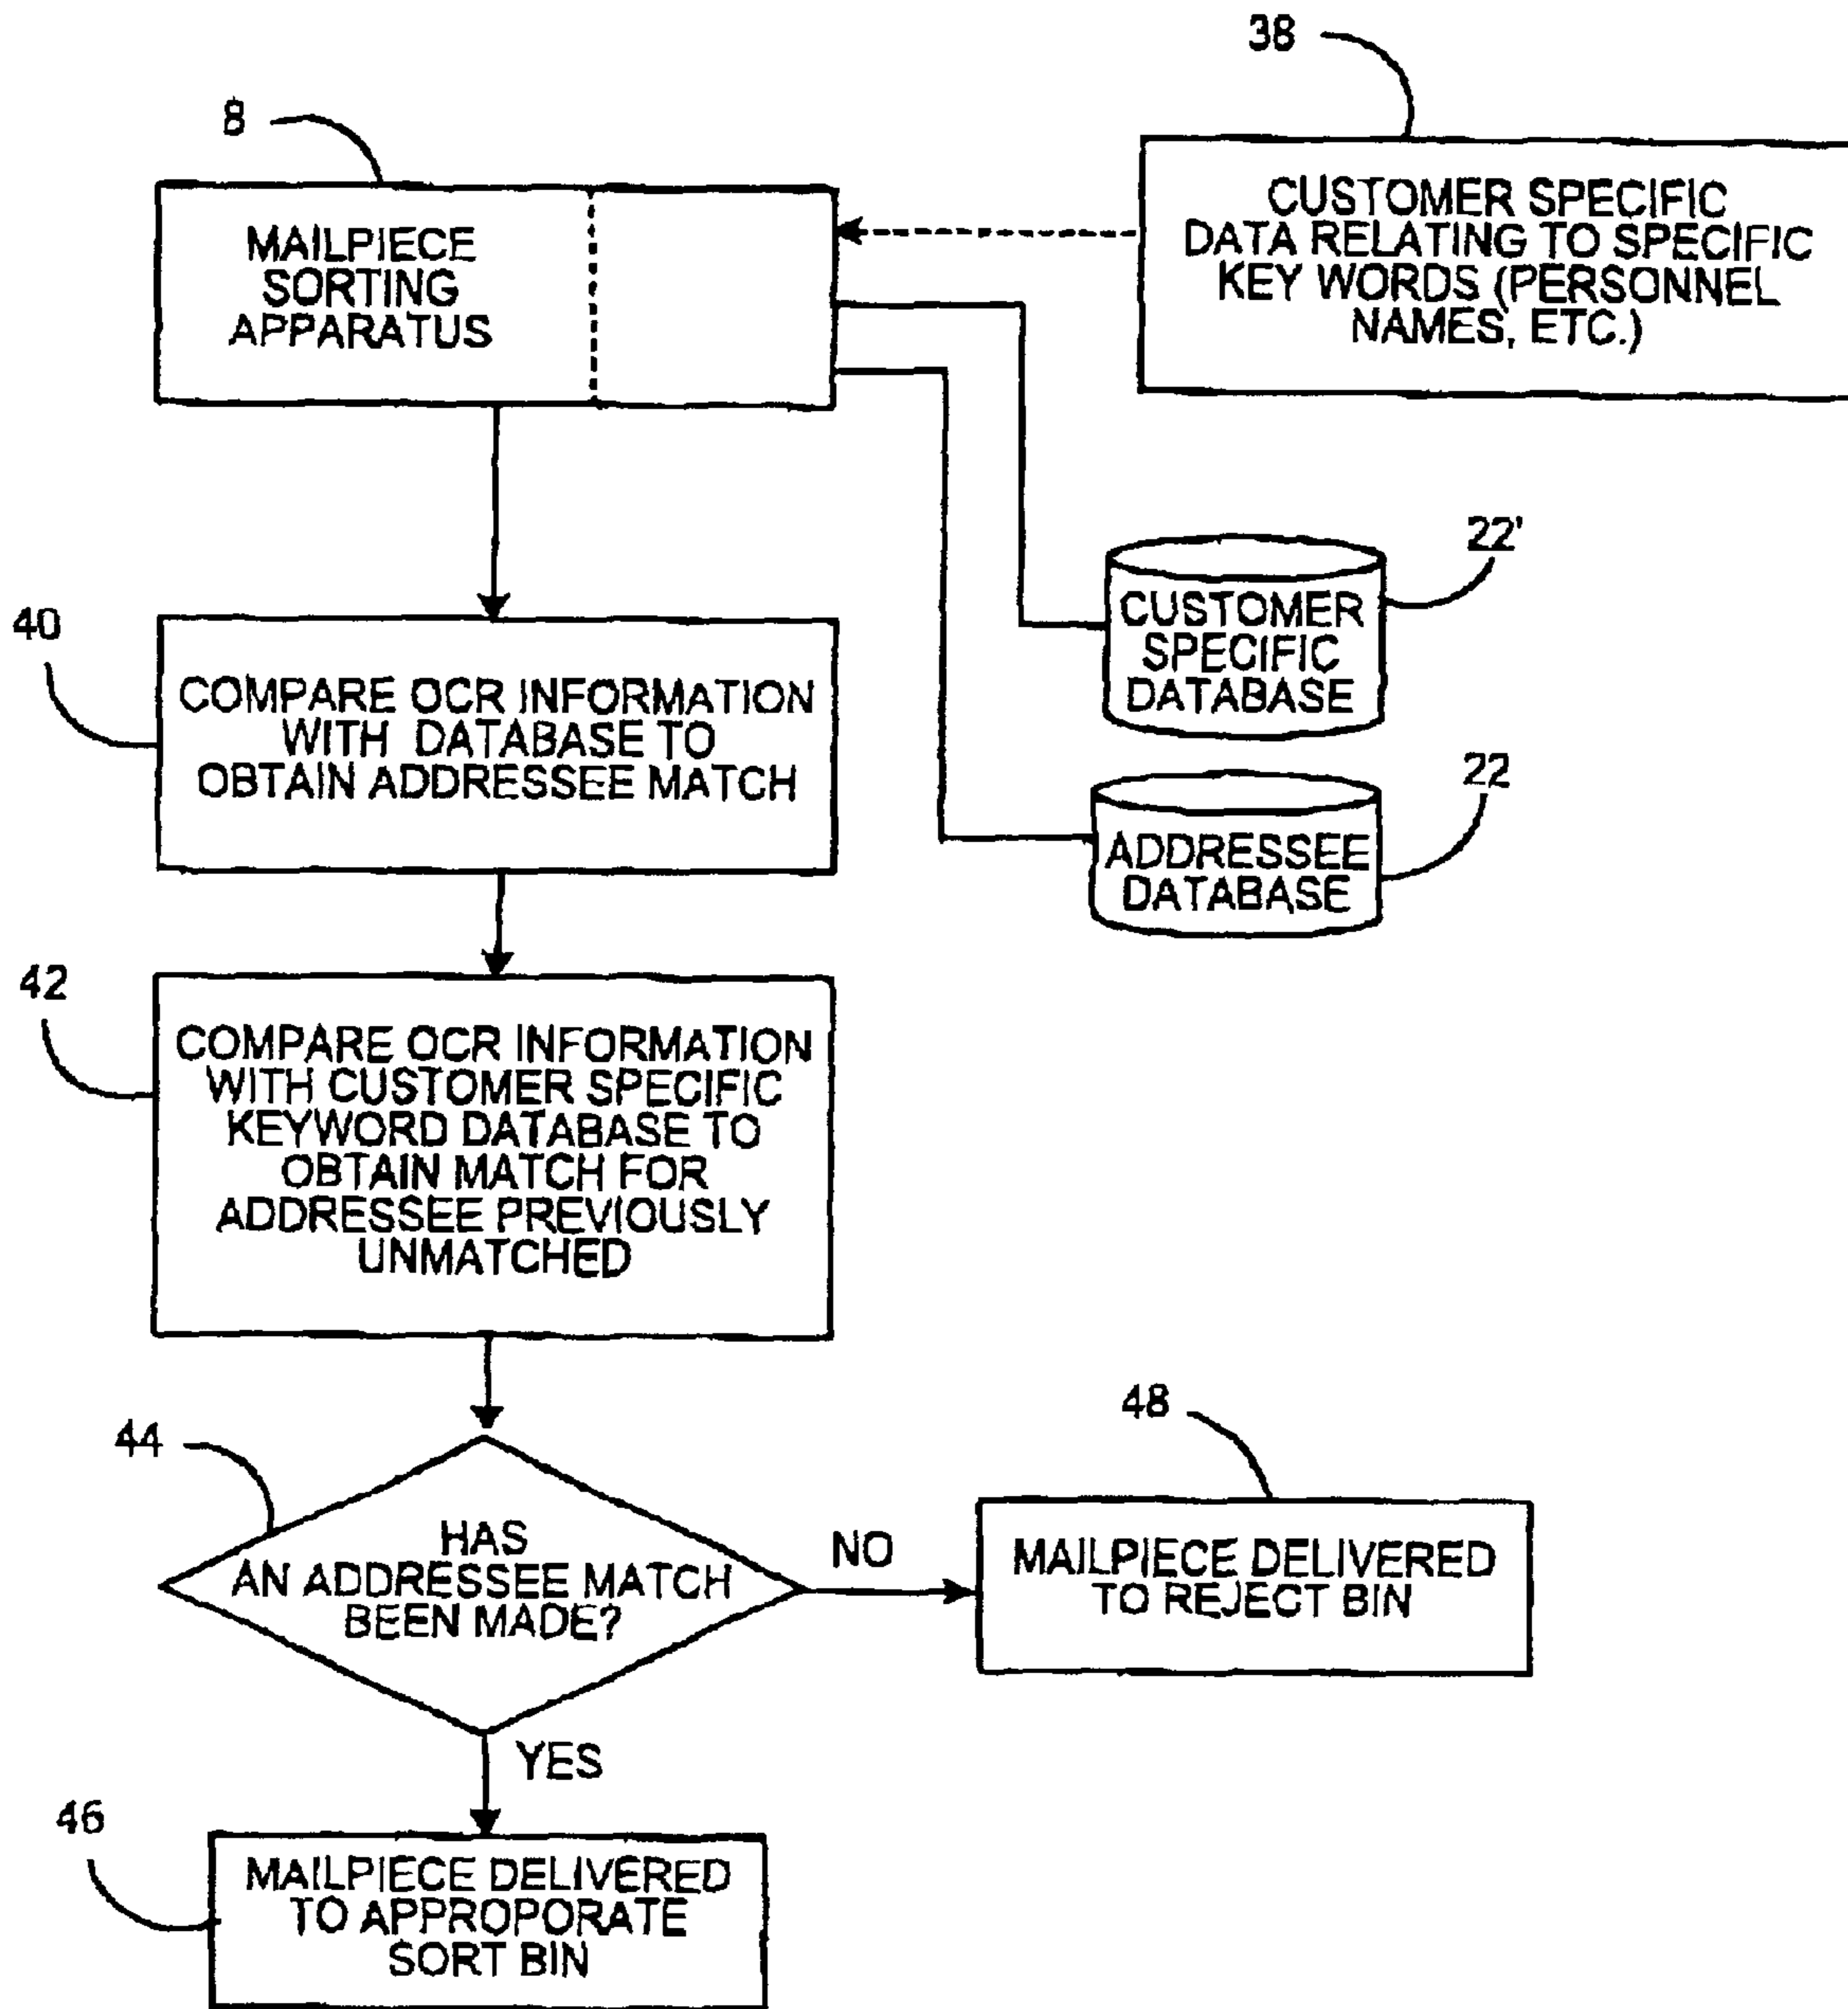 38
8
CUSTOMER SPECIFIC
DATA RELATING TO SPECIFIC
KEY WORDS (PERSONNEL
NAMES, ETC.)
MAILPIECE
SORTING
APPARATUS
22'
CUSTOMER
SPECIFIC
DATABASE
40
COMPARE OCR INFORMATION
WITH DATABASE TO
OBTAIN ADDRESSEE MATCH
22
ADDRESSEE
DATABASE
42
COMPARE OCR INFORMATION
WITH CUSTOMER SPECIFIC
KEYWORD DATABASE TO
OBTAIN MATCH FOR
ADDRESSEE PREVIOUSLY
UNMATCHED
44
HAS
AN ADDRESSEE MATCH
BEEN MADE?
NO
48
MAILPIECE DELIVERED
TO REJECT BIN
YES
46
MAILPIECE DELIVERED
TO APPROPORATE
SORT BIN